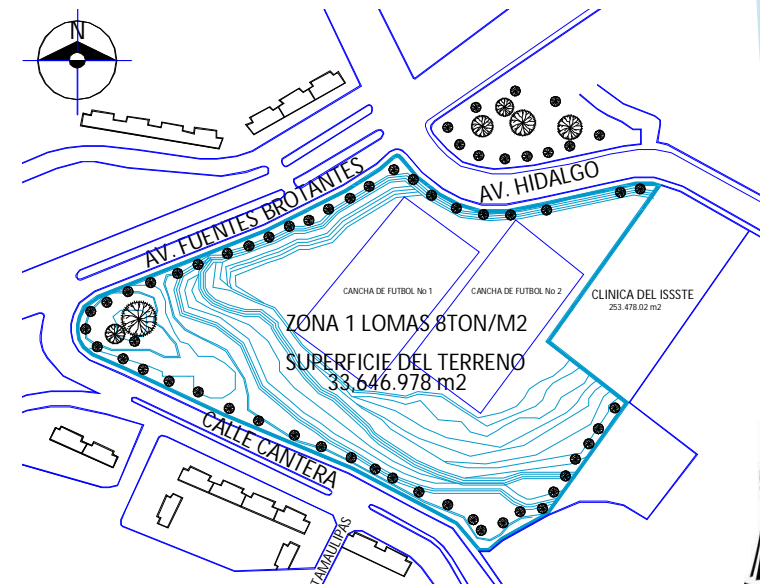 N
AV. FUENTES BROTANTES
AV. HIDALGO
CANCHA DE FUTBOL No 1
CANCHA DE FUTBOL No 2
CLINICA DEL ISSSTE
253.478.02 m2
ZONA 1 LOMAS 8TON/M2
SUPERFICIE DEL TERRENO
33,646.978 m2
CALLE CANTERA
TAMAULIPAS